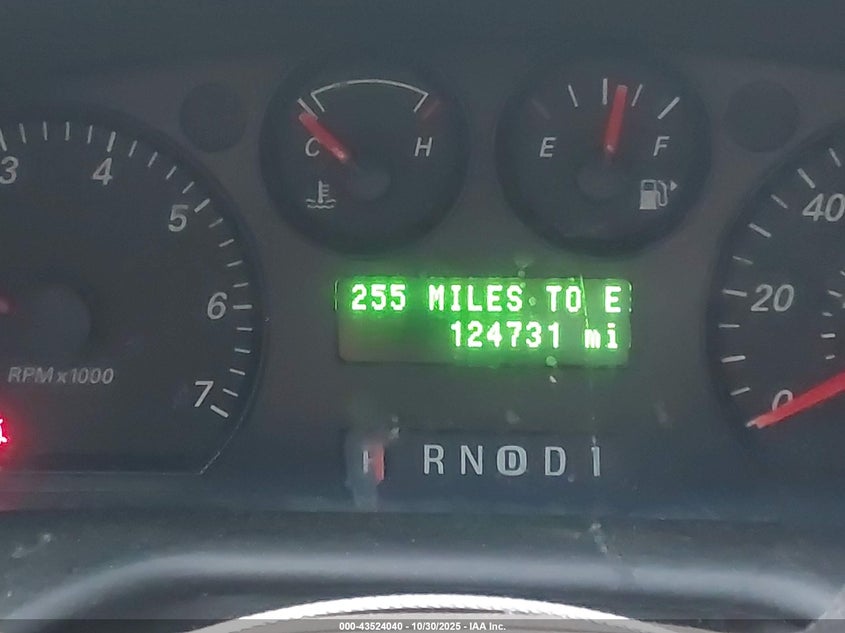 3 4 5 6 7
RPM x1000
C H
E F
255 MILES TO E
124731 mi
40
20
0
R N D D 1
000-43524040 - 10/30/2025 - IAA Inc.